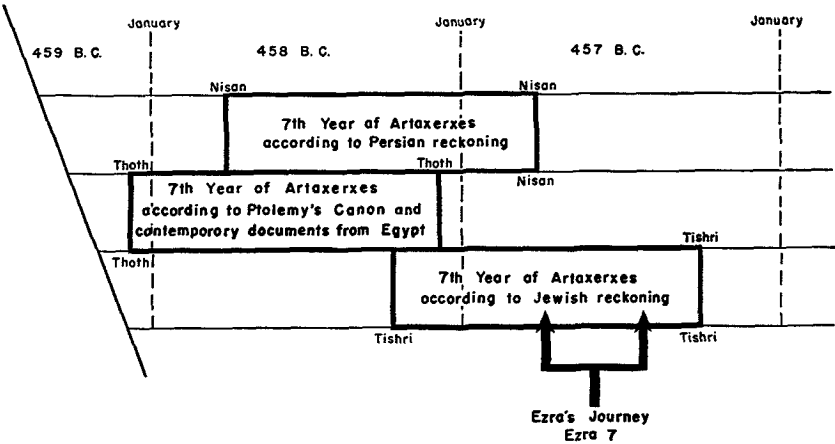 January
January
January
459 B.C.
458 B.C.
457 B.C.
Nisan
Nisan
7th Year of Artaxerxes
according to Persian reckoning
Thoth
Thoth
Nisan
7th Year of Artaxerxes
according to Ptolemy's Canon and
contemporary documents from Egypt
Tishri
Thoth
7th Year of Artaxerxes
according to Jewish reckoning
Tishri
Tishri
Ezra's Journey
Ezra 7